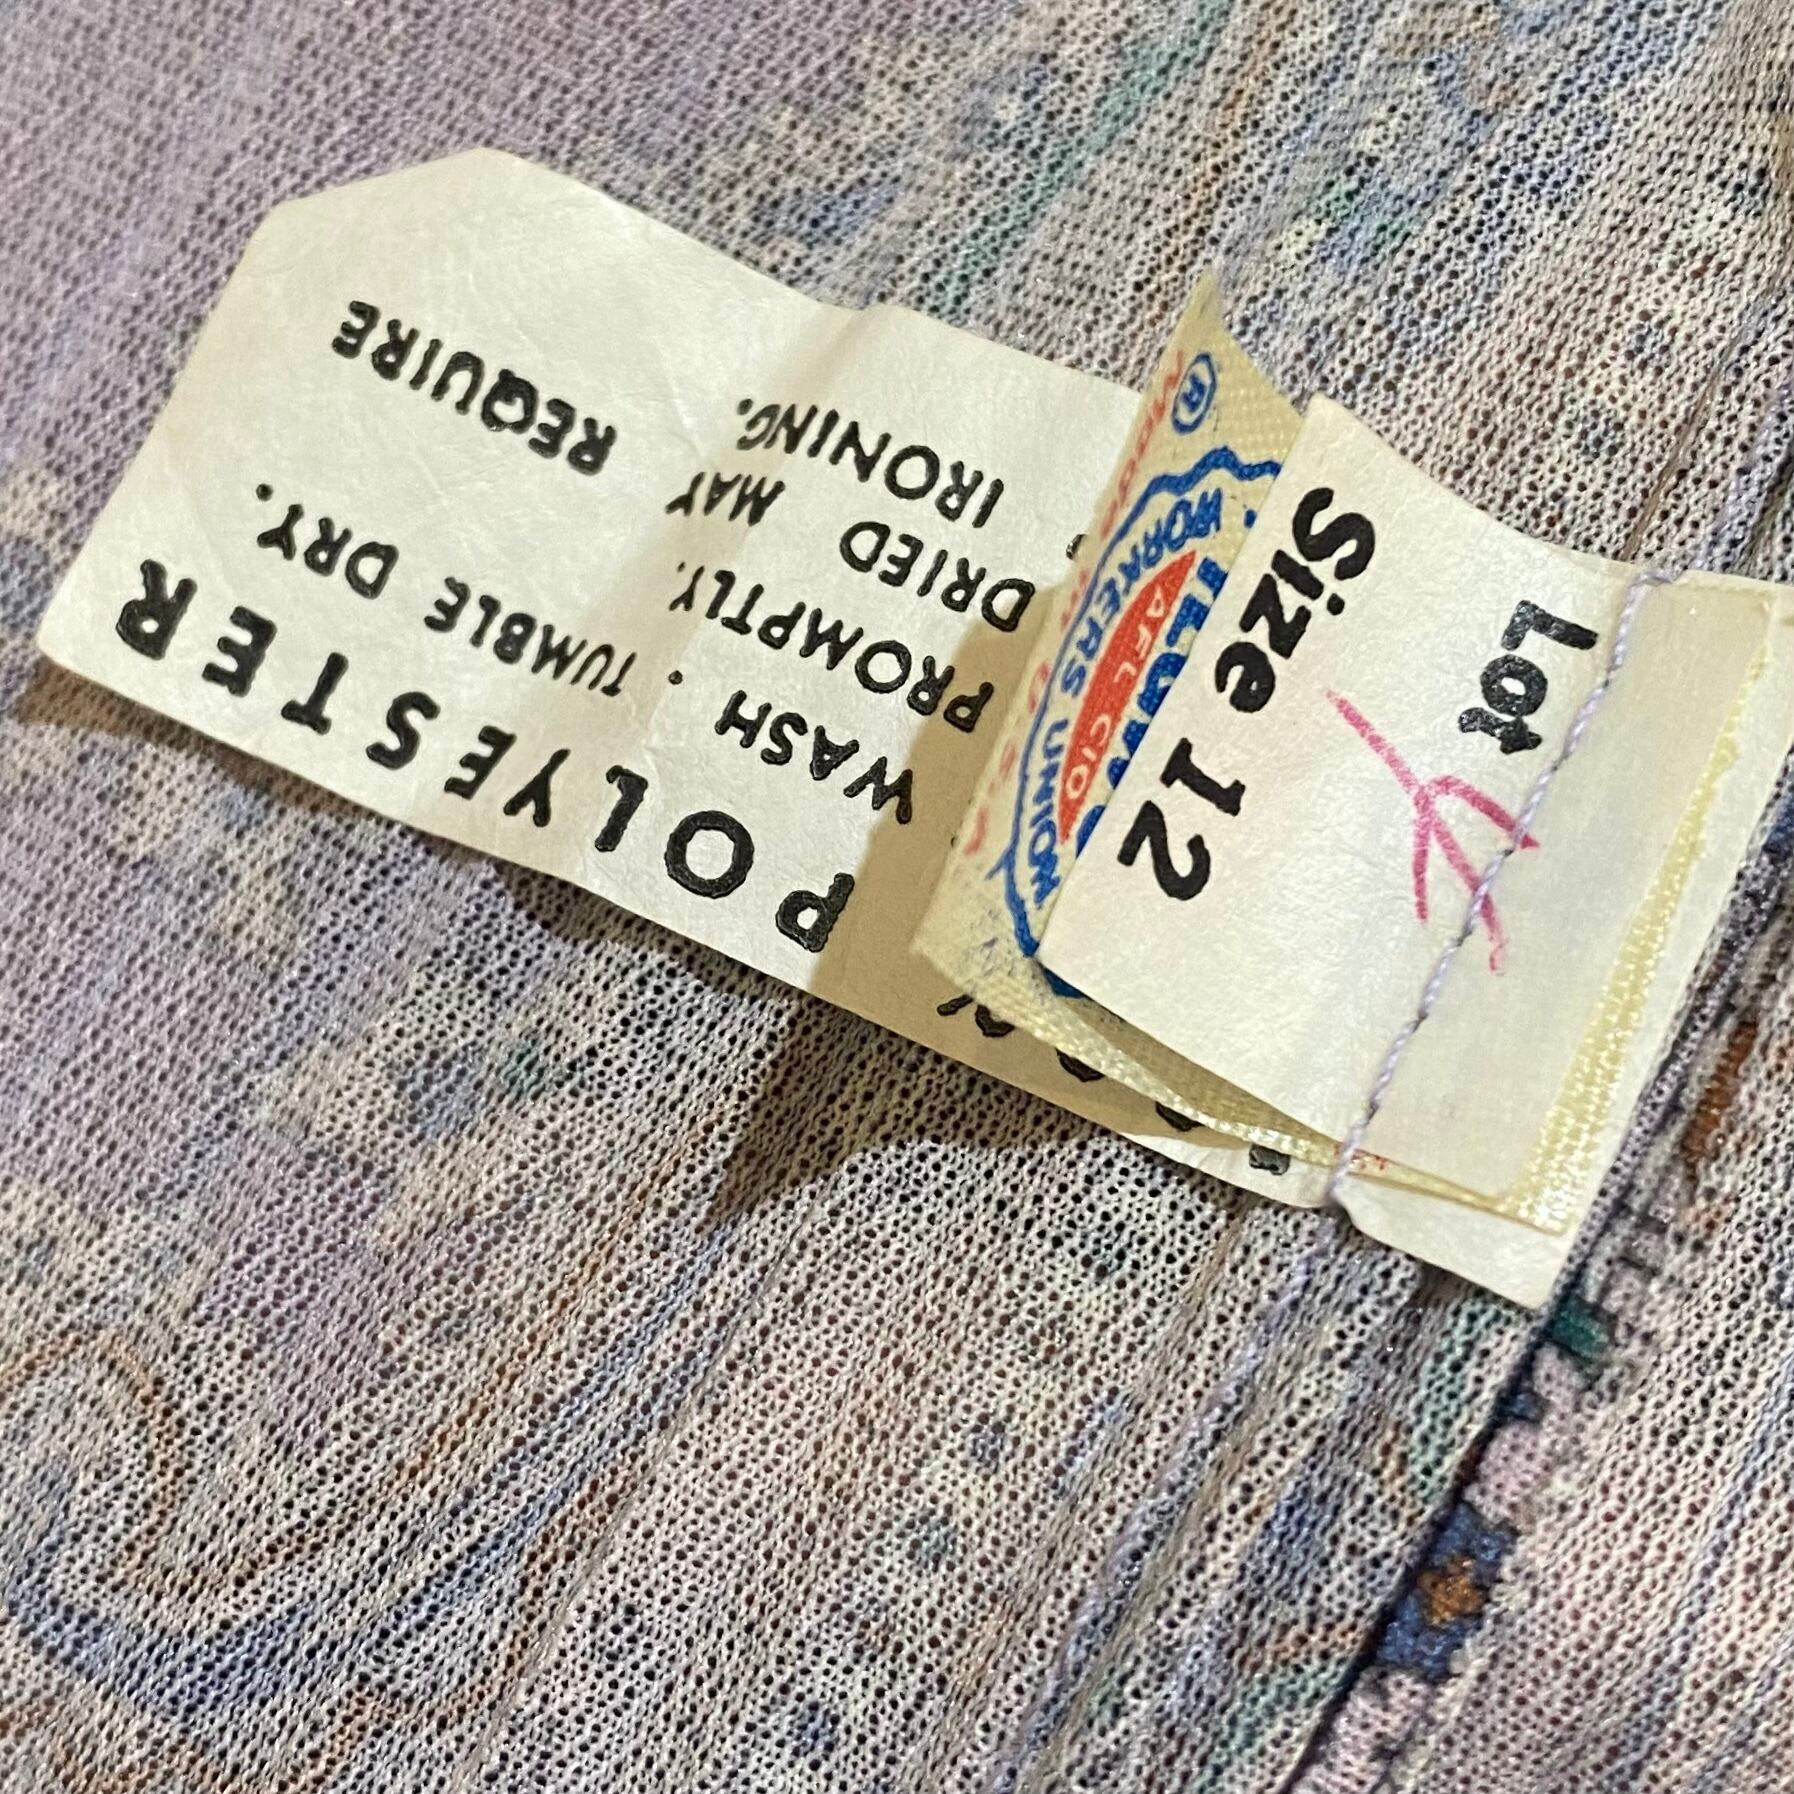 Lot
Size 12
®
WORKERS UNION
AFL CIO
POLYESTER
WASH . TUMBLE DRY.
PROMPTLY.
DRIED MAY REQUIRE
IRONING.